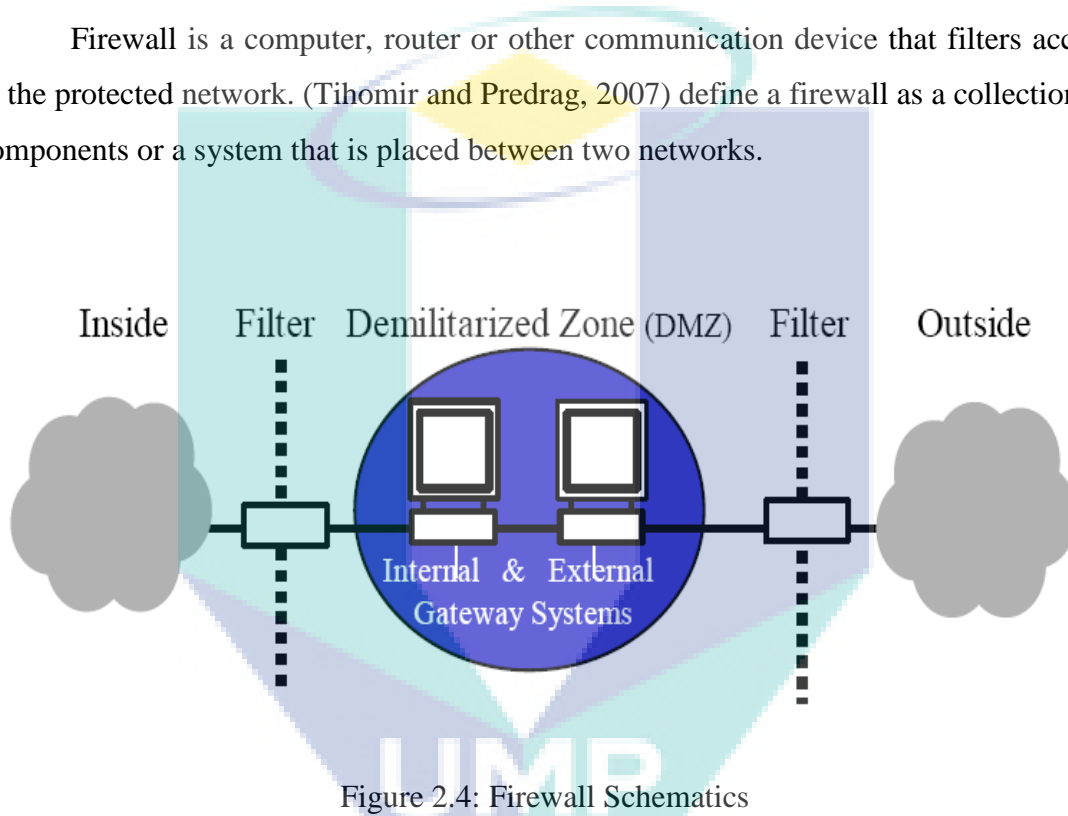 Firewall is a computer, router or other communication device that filters
the protected network. (Tihomir and Predrag, 2007) define a firewall as a collection
or a system that is placed between two networks.
Inside Filter Demilitarized Zone (DMZ) Filter Outside
Internal & External
Gateway Systems
UMP
Figure 2.4: Firewall Schematics